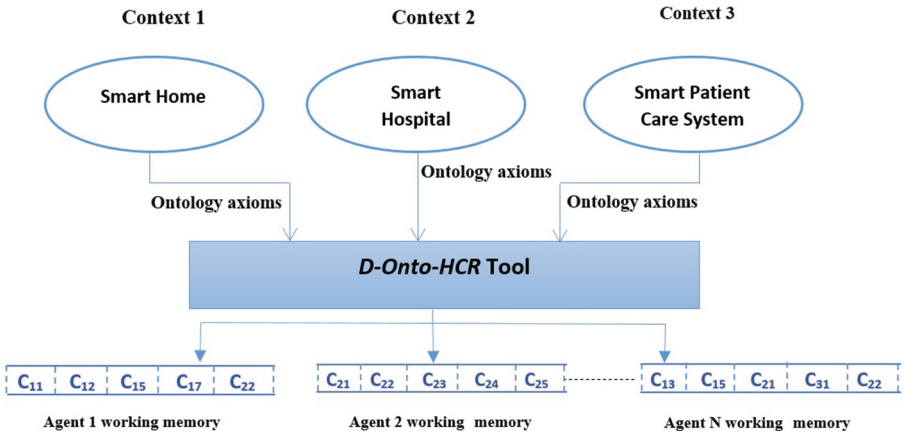 Context 1 Context 2 Context 3
Smart Home
Smart
Hospital
Smart Patient
Care System
Ontology axioms
Ontology axioms
Ontology axioms
D-Onto-HCR Tool
C11 C12 C15 C17 C22
C21 C22 C23 C24 C25
C13 C15 C21 C31 C22
Agent 1 working memory
Agent 2 working memory
Agent N working memory